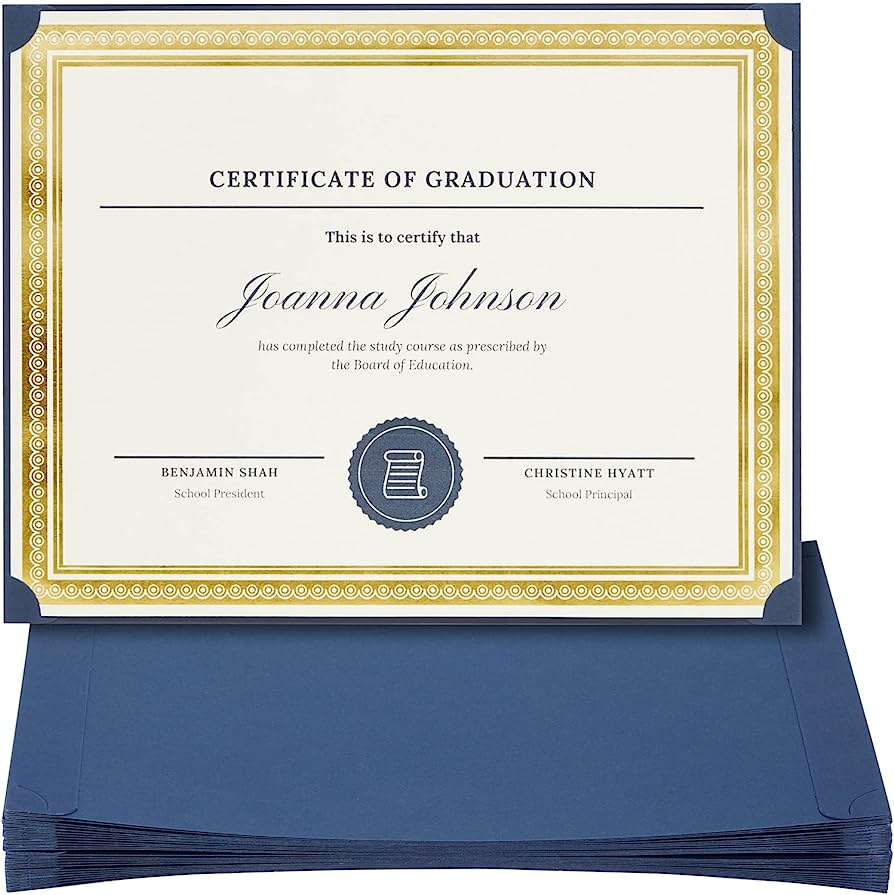 CERTIFICATE OF GRADUATION
This is to certify that
Joanna Johnson
has completed the study course as prescribed by
the Board of Education.
BENJAMIN SHAH
School President
CHRISTINE HYATT
School Principal